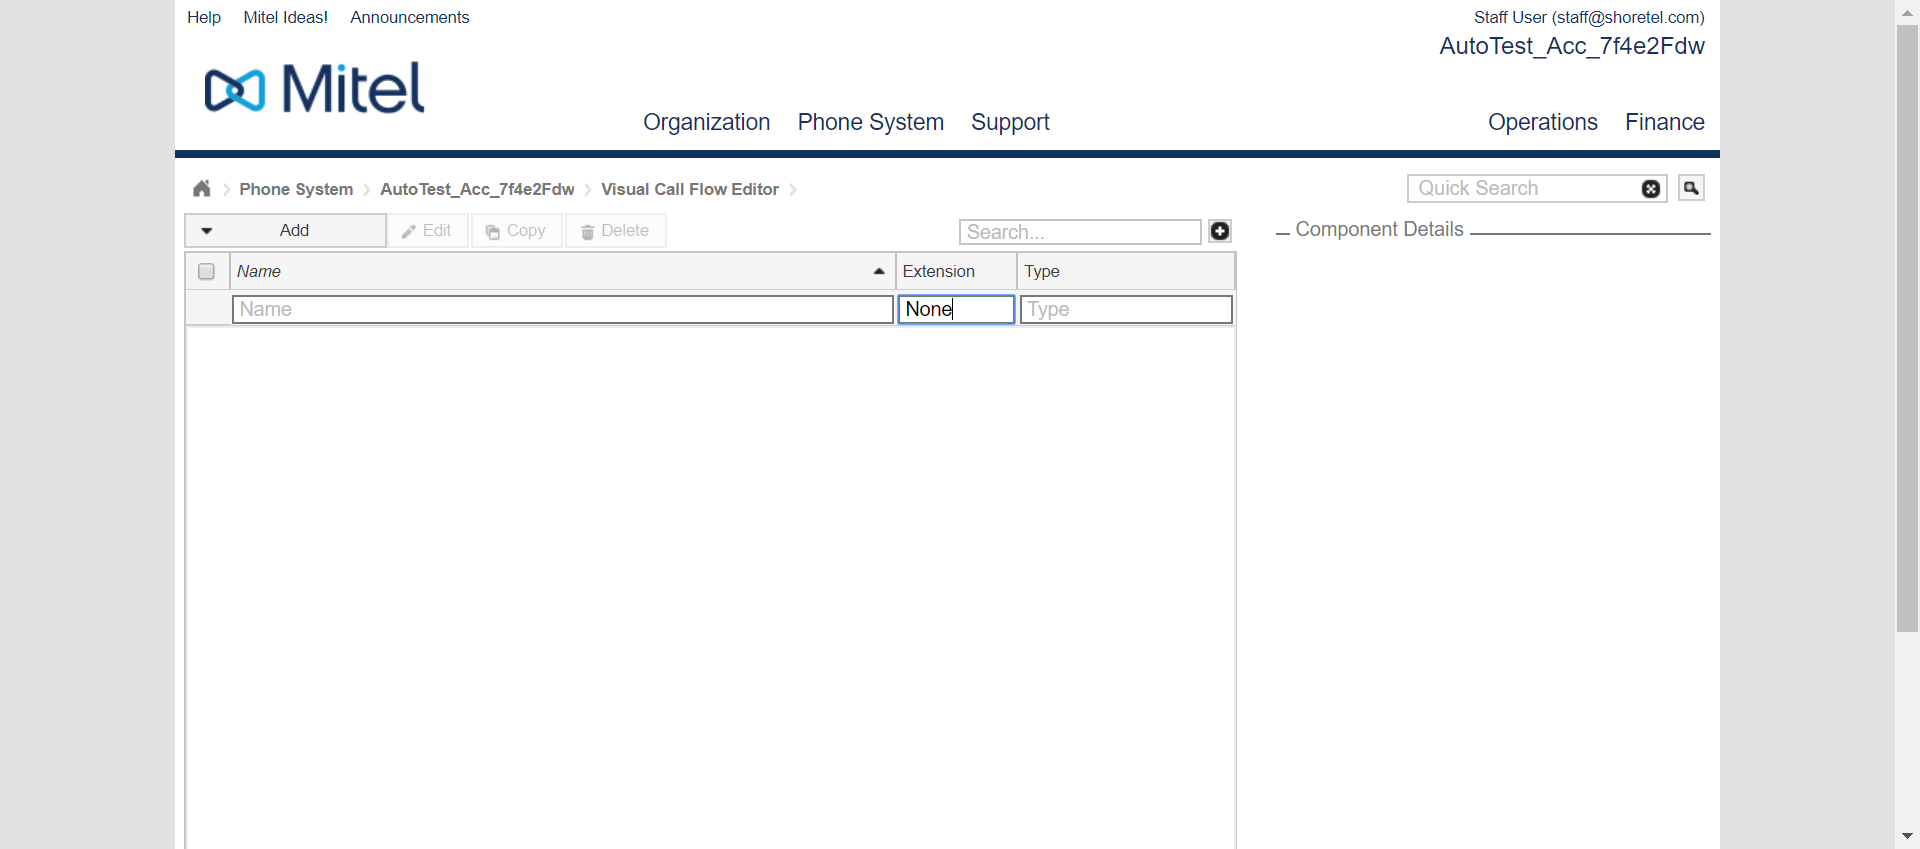 Help Mitel Ideas! Announcements
Staff User (staff@shoretel.com)
AutoTest_Acc_7f4e2Fdw
Mitel
Organization Phone System Support Operations Finance
Phone System AutoTest_Acc_7f4e2Fdw Visual Call Flow Editor Quick Search
Add Edit Copy Delete Search... Component Details
Name Extension Type
Name None Type